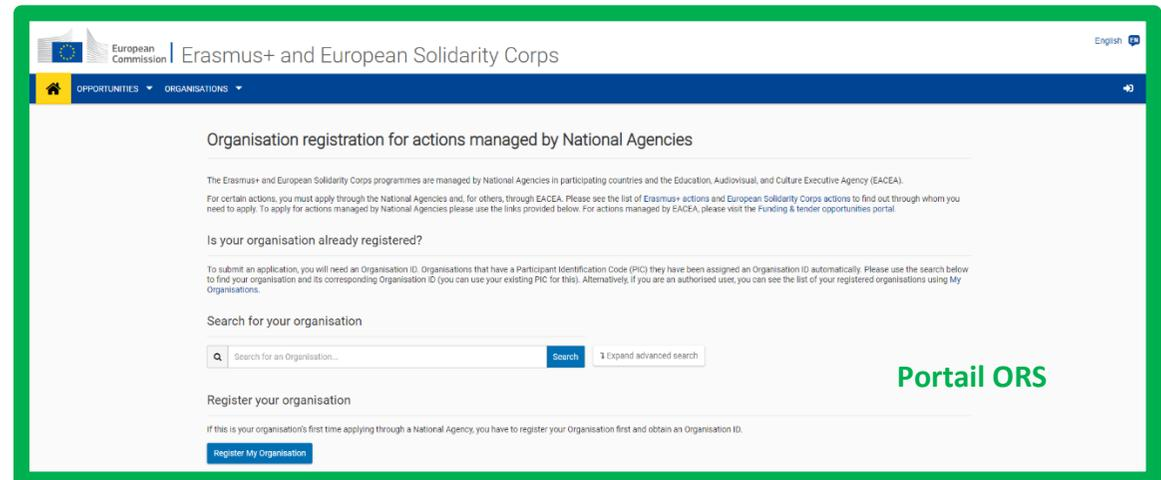 European
Commission
Erasmus+ and European Solidarity Corps
English EN
OPPORTUNITIES ORGANISATIONS
Organisation registration for actions managed by National Agencies
The Erasmus+ and European Solidarity Corps programmes are managed by National Agencies in participating countries and the Education, Audiovisual, and Culture Executive Agency (EACEA).
For certain actions, you must apply through the National Agencies and, for others, through EACEA. Please see the list of Erasmus+ actions and European Solidarity Corps actions to find out through whom you
need to apply. To apply for actions managed by National Agencies please use the links provided below. For actions managed by EACEA, please visit the Funding & tender opportunities portal.
Is your organisation already registered?
To submit an application, you will need an Organisation ID. Organisations that have a Participant Identification Code (PIC) they have been assigned an Organisation ID automatically. Please use the search below
to find your organisation and its corresponding Organisation ID (you can use your existing PIC for this). Alternatively, if you are an authorised user, you can see the list of your registered organisations using My
Organisations.
Search for your organisation
Search for an Organisation... Search Expand advanced search
Portail ORS
Register your organisation
If this is your organisation's first time applying through a National Agency, you have to register your Organisation first and obtain an Organisation ID.
Register My Organisation